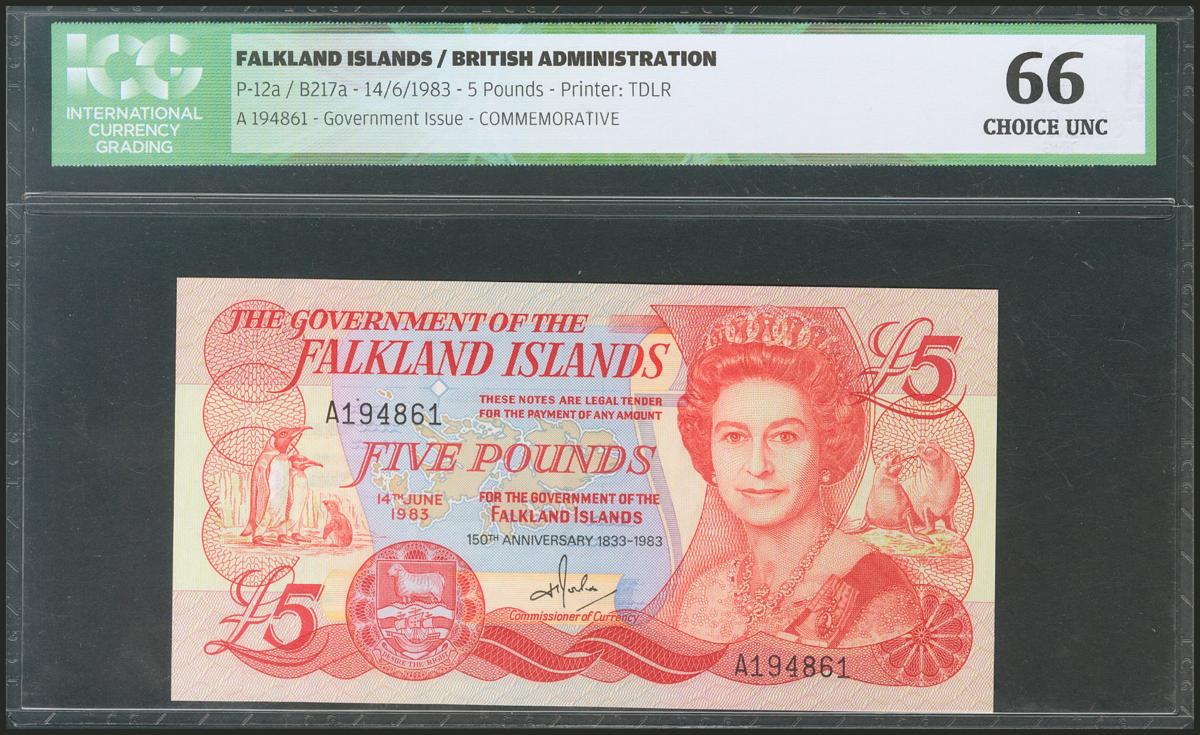 ICG
INTERNATIONAL
CURRENCY
GRADING
FALKLAND ISLANDS / BRITISH ADMINISTRATION
P-12a / B217a - 14/6/1983 - 5 Pounds - Printer: TDLR
A 194861 - Government Issue - COMMEMORATIVE
66
CHOICE UNC
THE GOVERNMENT OF THE
FALKLAND ISLANDS
£5
THESE NOTES ARE LEGAL TENDER
FOR THE PAYMENT OF ANY AMOUNT
A194861
FIVE POUNDS
14TH JUNE
1983
FOR THE GOVERNMENT OF THE
FALKLAND ISLANDS
150TH ANNIVERSARY 1833-1983
£5
Commissioner of Currency
DESIRE THE RIGHT
A194861